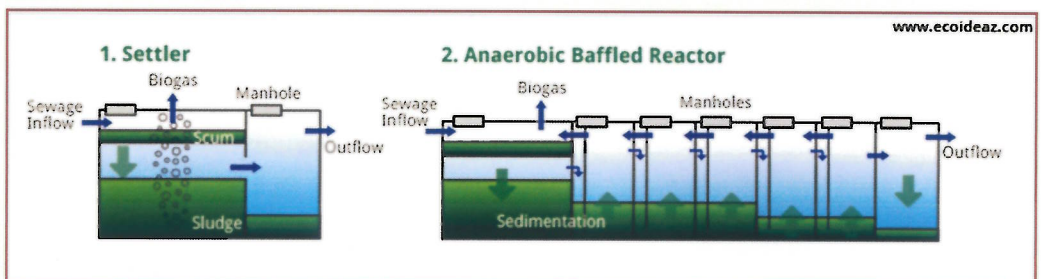 www.ecoideaz.com
1. Settler
Biogas
Manhole
Sewage
Inflow
Scum
Outflow
Sludge
2. Anaerobic Baffled Reactor
Biogas
Manholes
Sewage
Inflow
Outflow
Sedimentation